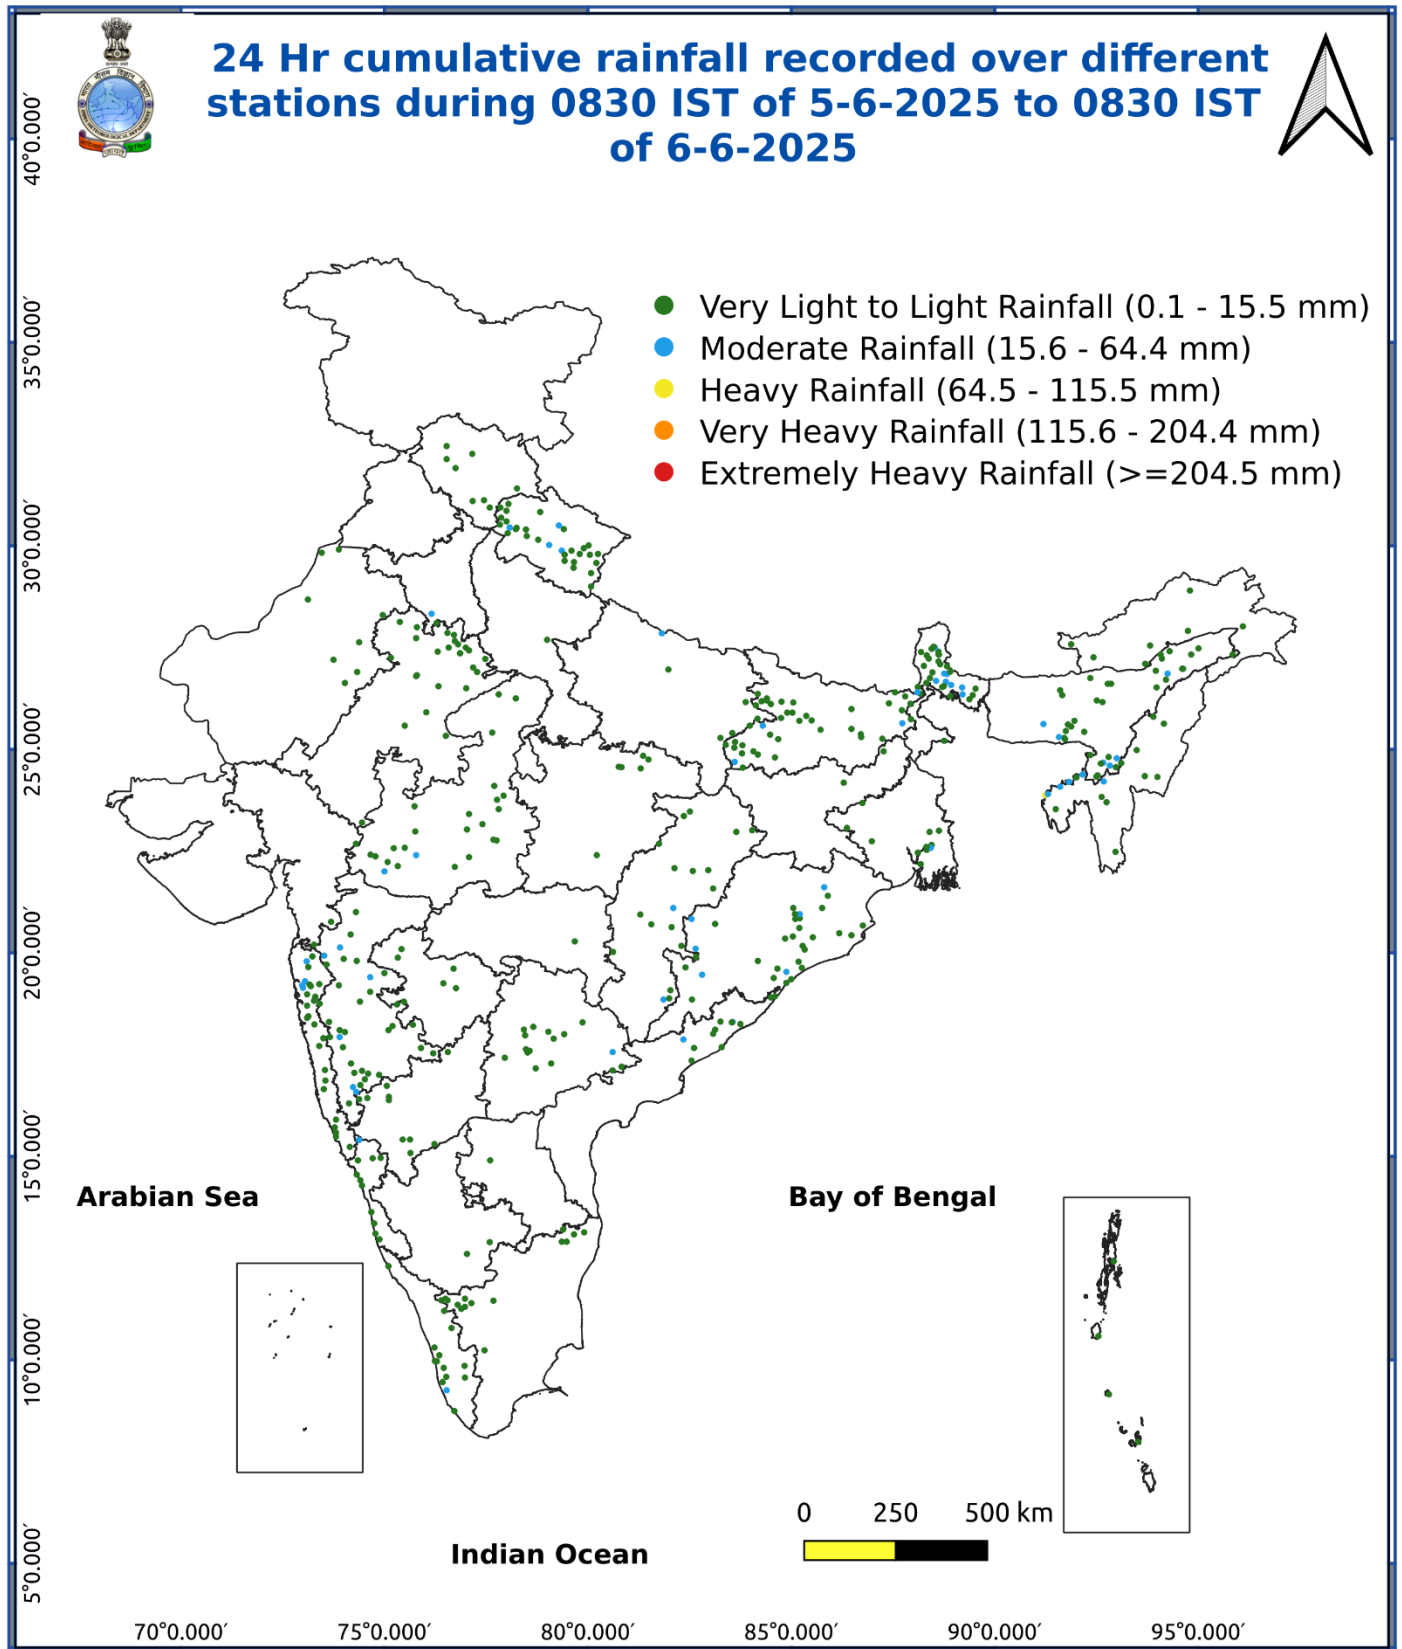 24 Hr cumulative rainfall recorded over different
stations during 0830 IST of 5-6-2025 to 0830 IST
of 6-6-2025
Very Light to Light Rainfall (0.1 - 15.5 mm)
Moderate Rainfall (15.6 - 64.4 mm)
Heavy Rainfall (64.5 - 115.5 mm)
Very Heavy Rainfall (115.6 - 204.4 mm)
Extremely Heavy Rainfall (>=204.5 mm)
40°0.000′
35°0.000′
30°0.000′
25°0.000′
20°0.000′
15°0.000′
10°0.000′
5°0.000′
Arabian Sea
Bay of Bengal
Indian Ocean
0 250 500 km
70°0.000′ 75°0.000′ 80°0.000′ 85°0.000′ 90°0.000′ 95°0.000′